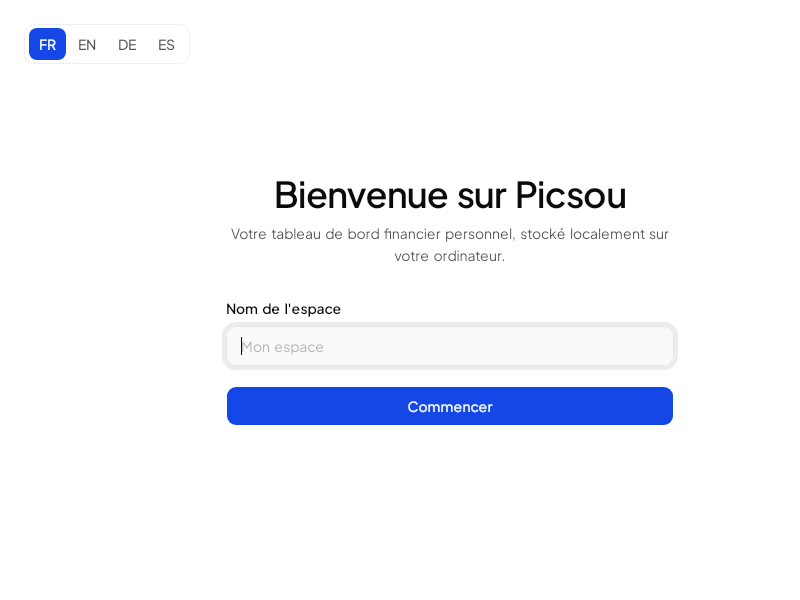 FR EN DE ES
Bienvenue sur Picsou
Votre tableau de bord financier personnel, stocké localement sur
votre ordinateur.
Nom de l'espace
Mon espace
Commencer